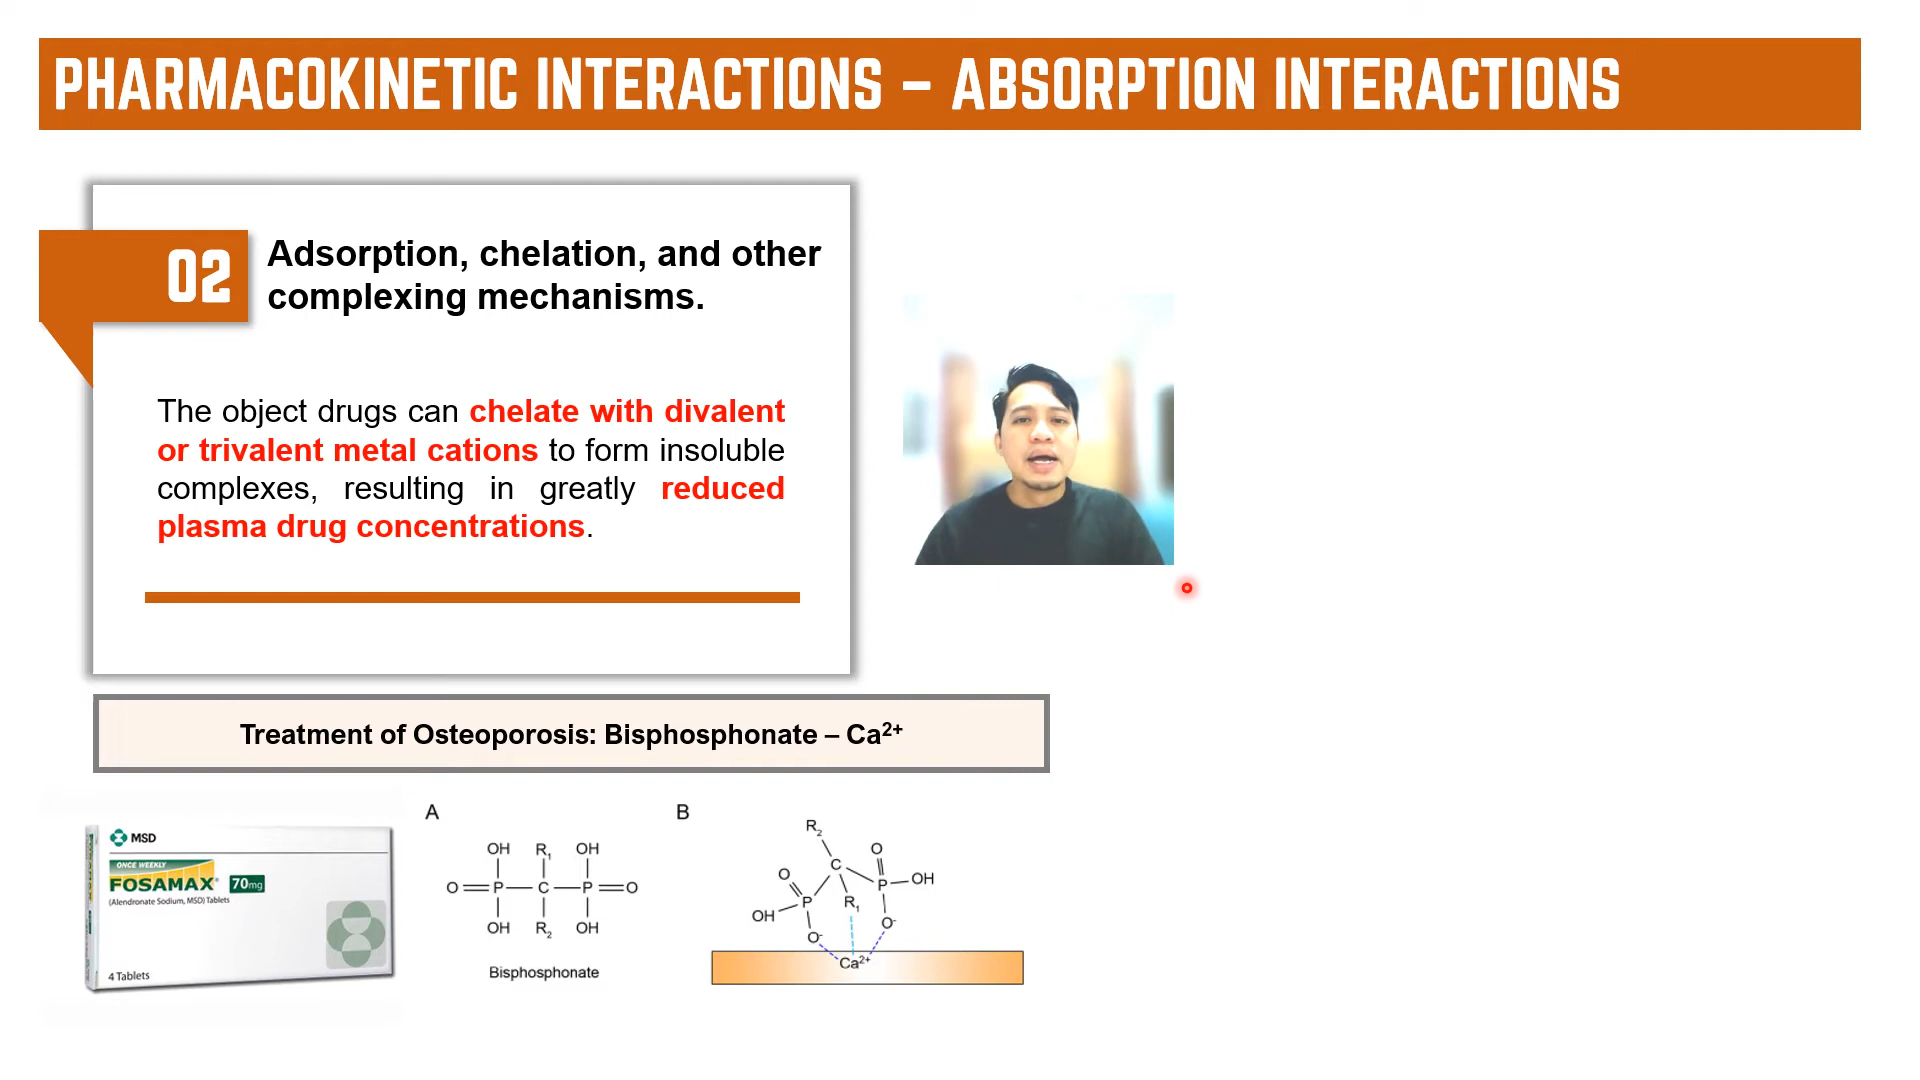 PHARMACOKINETIC INTERACTIONS – ABSORPTION INTERACTIONS
02
Adsorption, chelation, and other
complexing mechanisms.
The object drugs can chelate with divalent
or trivalent metal cations to form insoluble
complexes, resulting in greatly reduced
plasma drug concentrations.
Treatment of Osteoporosis: Bisphosphonate – Ca²⁺
MSD
ONCE WEEKLY
FOSAMAX® 70mg
(Alendronate Sodium, MSD) Tablets
4 Tablets
A
OH R₁ OH
O P C P O
OH R₂ OH
Bisphosphonate
B
R₂
O
C
O
P OH
P R₁
OH
O⁻
O⁻
Ca²⁺